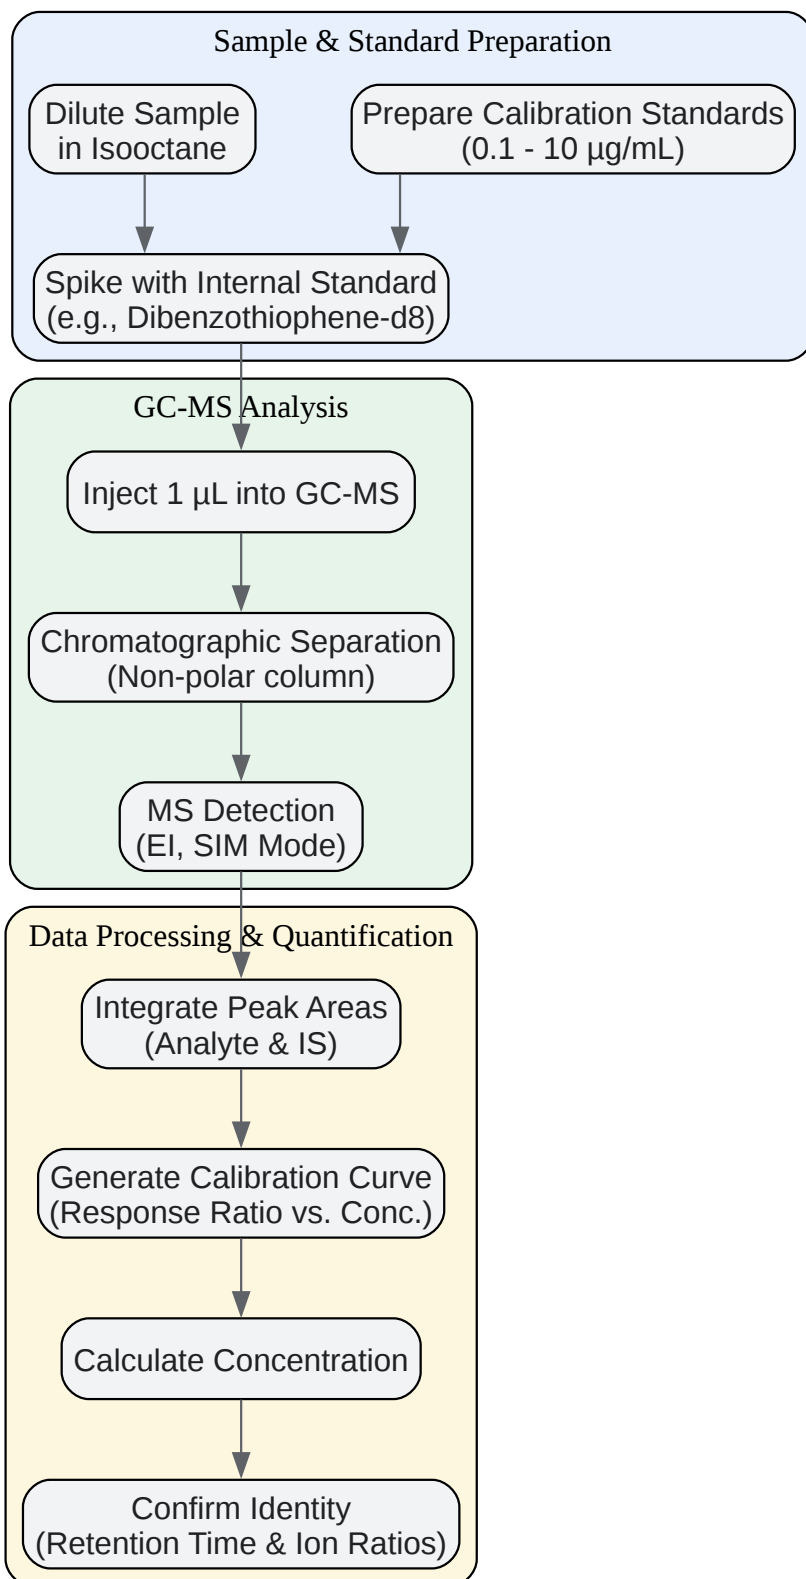 Sample & Standard Preparation
Dilute Sample
in Isooctane
Prepare Calibration Standards
(0.1 - 10 µg/mL)
Spike with Internal Standard
(e.g., Dibenzothiophene-d8)
GC-MS Analysis
Inject 1 µL into GC-MS
Chromatographic Separation
(Non-polar column)
MS Detection
(EI, SIM Mode)
Data Processing & Quantification
Integrate Peak Areas
(Analyte & IS)
Generate Calibration Curve
(Response Ratio vs. Conc.)
Calculate Concentration
Confirm Identity
(Retention Time & Ion Ratios)